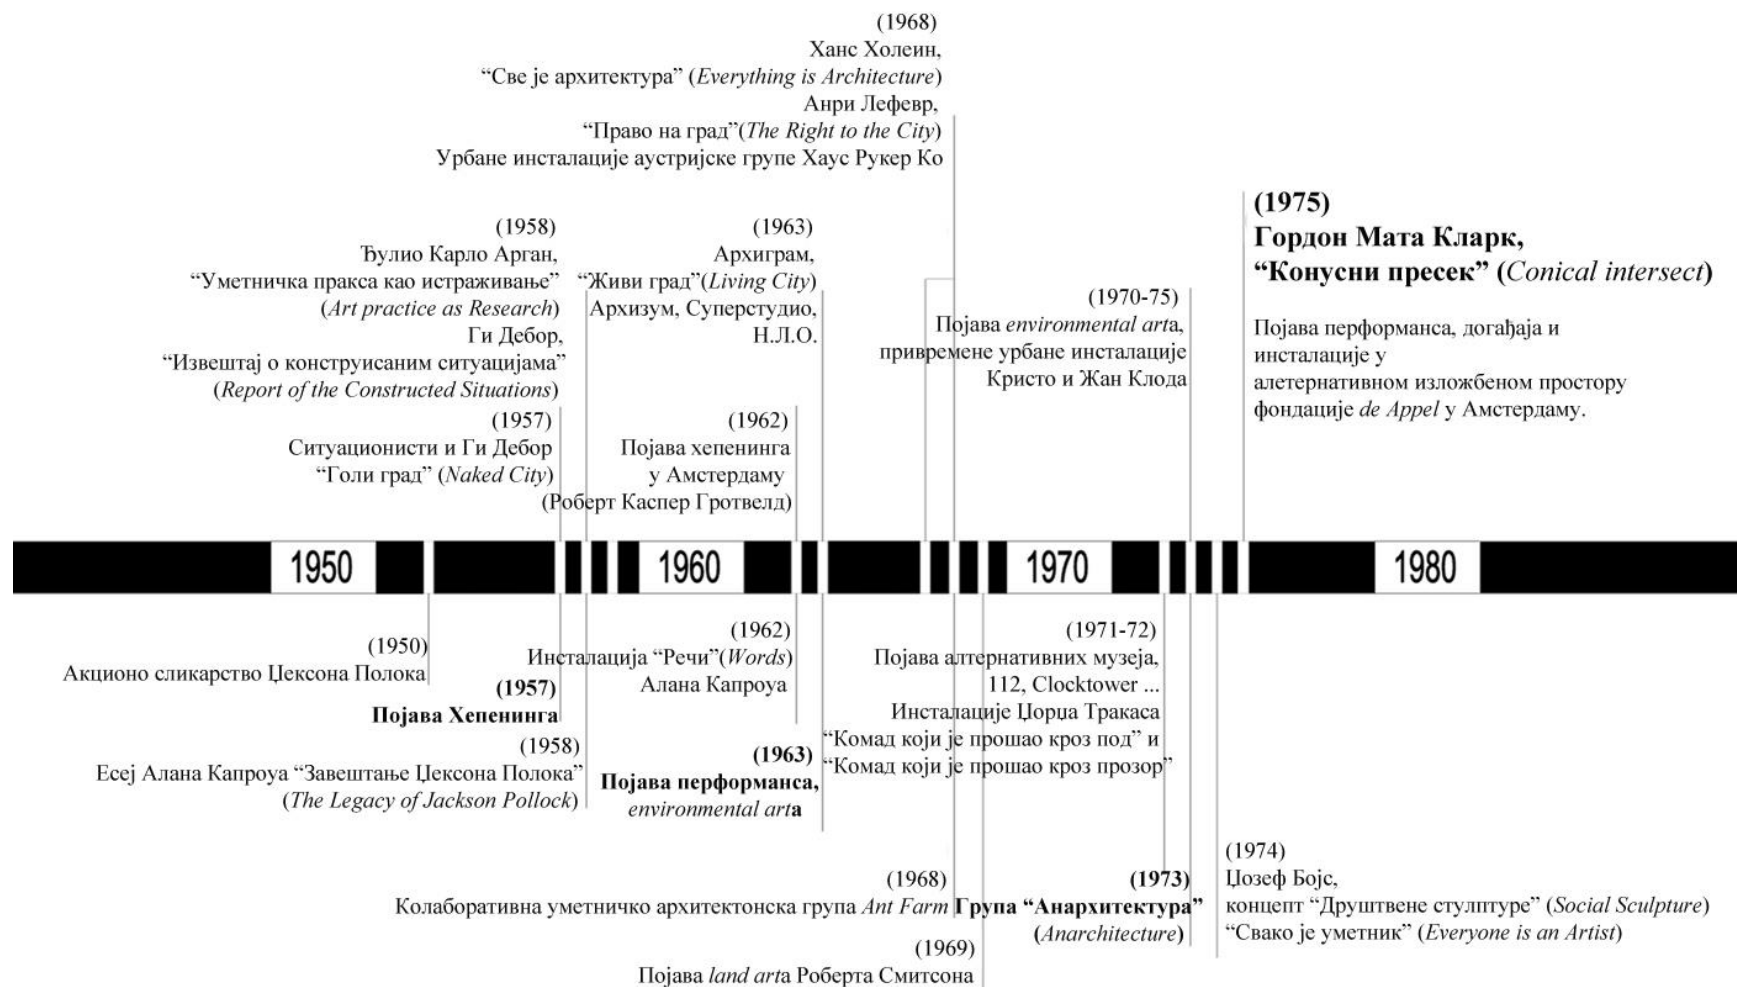 (1968)
Ханс Холеин,
“Све је архитектура” (Everything is Architecture)
Анри Лефевр,
“Право на град”(The Right to the City)
Урбане инсталације аустријске групе Хаус Рукер Ко
(1958)
Ђулио Карло Арган,
“Уметничка пракса као истраживање”
(Art practice as Research)
Ги Дебор,
“Извештај о конструисаним ситуацијама”
(Report of the Constructed Situations)
(1957)
Ситуационисти и Ги Дебор
“Голи град” (Naked City)
(1963)
Архиграм,
“Живи град”(Living City)
Архизум, Суперстудио,
Н.Л.О.
(1962)
Појава хепенинга
у Амстердаму
(Роберт Каспер Гротвелд)
(1970-75)
Појава environmental artа,
привремене урбане инсталације
Кристо и Жан Клода
(1975)
Гордон Мата Кларк,
“Конусни пресек” (Conical intersect)
Појава перформанса, догађаја и
инсталације у
алетернативном изложбеном простору
фондације de Appel у Амстердаму.
1950
1960
1970
1980
(1950)
Акционо сликарство Џексона Полока
(1957)
Појава Хепенинга
(1958)
Есеј Алана Капроуа “Завештање Џексона Полока”
(The Legacy of Jackson Pollock)
(1962)
Инсталација “Речи”(Words)
Алана Капроуа
(1963)
Појава перформанса,
environmental artа
(1971-72)
Појава алтернативних музеја,
112, Clocktower ...
Инсталације Џорџа Тракаса
“Комад који је прошао кроз под” и
“Комад који је прошао кроз прозор”
(1968)
Колаборативна уметничко архитектонска група Ant Farm
(1973)
Група “Анархитектура”
(Anarchitecture)
(1969)
Појава land artа Роберта Смитсона
(1974)
Џозеф Бојс,
концепт “Друштвене стулптуре” (Social Sculpture)
“Свако је уметник” (Everyone is an Artist)